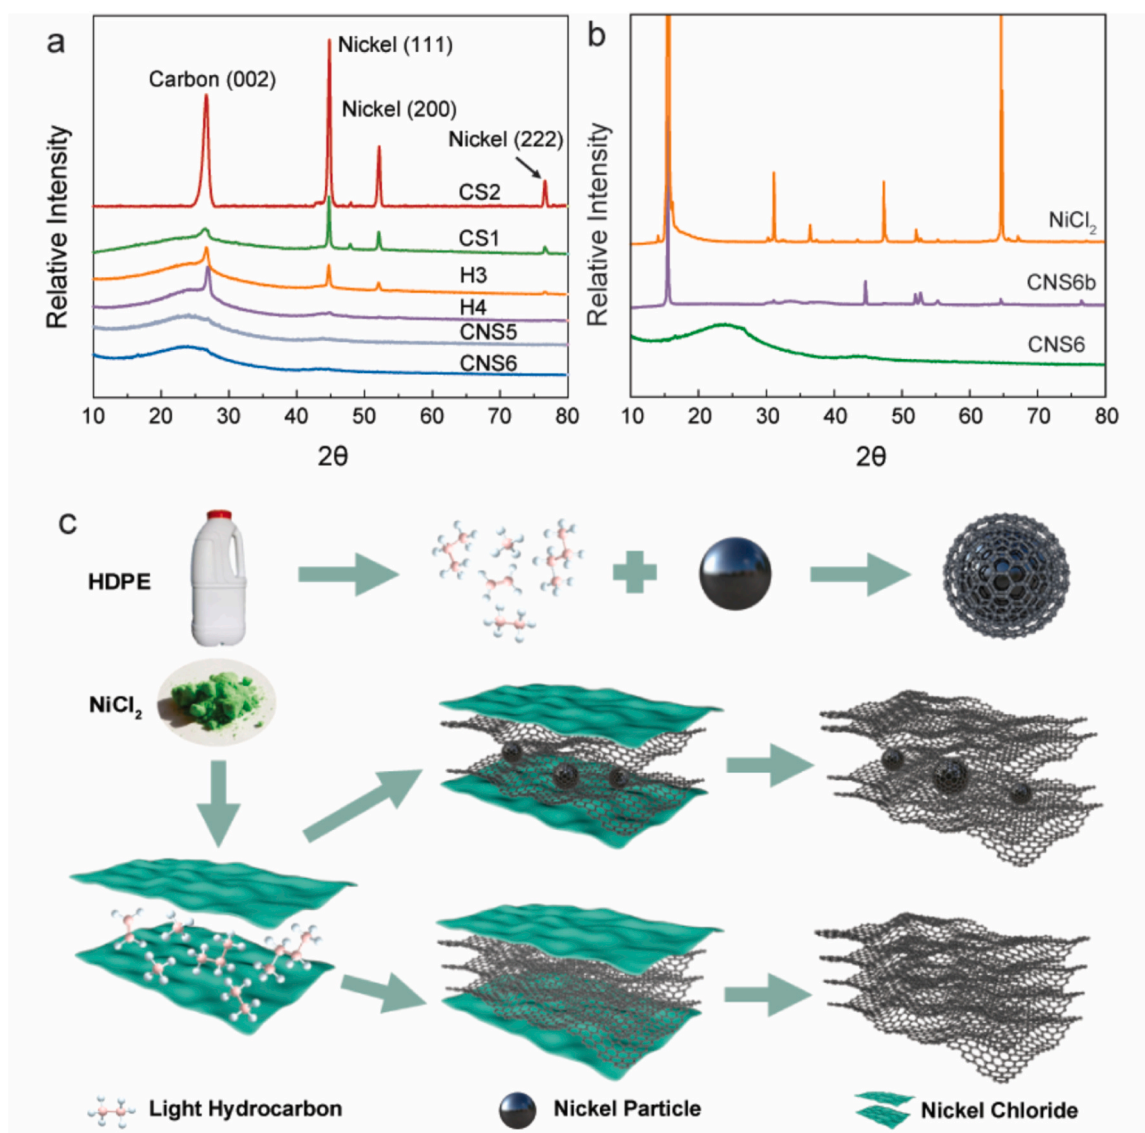 a
Relative Intensity
Carbon (002)
Nickel (111)
Nickel (200)
Nickel (222)
CS2
CS1
H3
H4
CNS5
CNS6
10 20 30 40 50 60 70 80
2θ
b
Relative Intensity
NiCl₂
CNS6b
CNS6
10 20 30 40 50 60 70 80
2θ
c
HDPE
NiCl₂
Light Hydrocarbon
Nickel Particle
Nickel Chloride